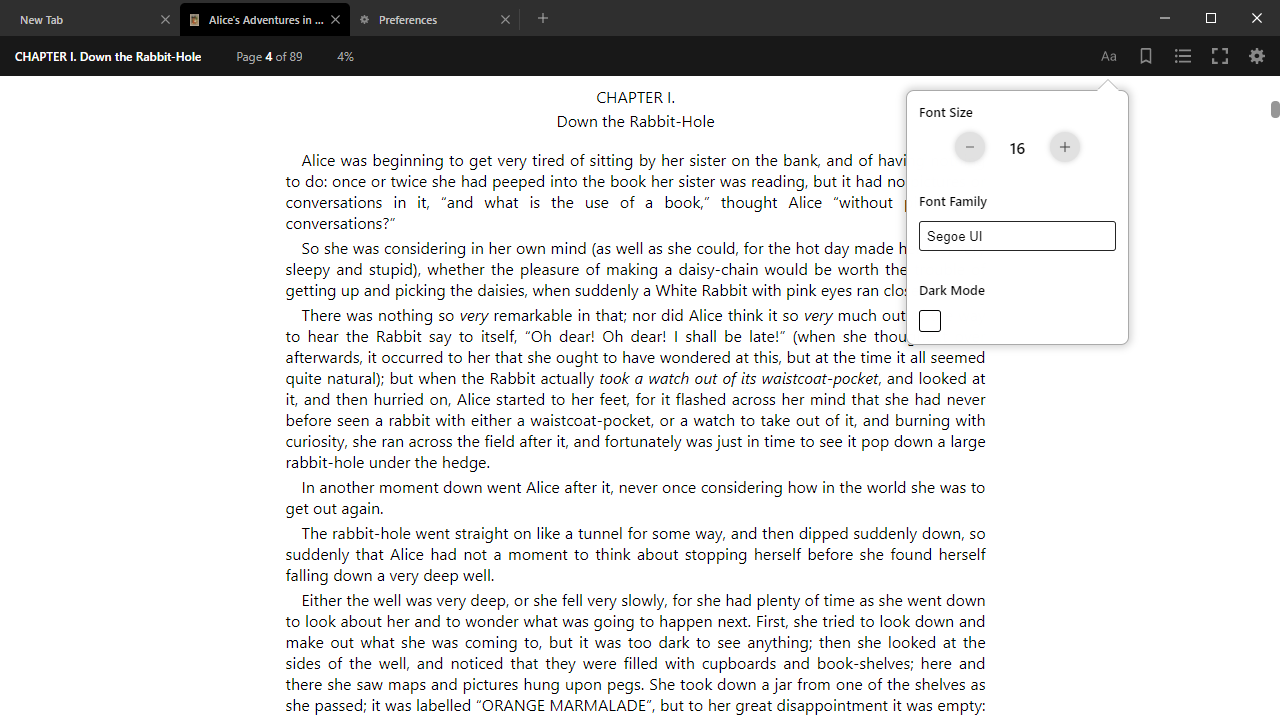 New Tab
Alice's Adventures in ...
Preferences
CHAPTER I. Down the Rabbit-Hole
Page 4 of 89
4%
Aa
Font Size
16
Font Family
Segoe UI
Dark Mode
CHAPTER I.
Down the Rabbit-Hole
Alice was beginning to get very tired of sitting by her sister on the bank, and of havi
to do: once or twice she had peeped into the book her sister was reading, but it had no
conversations in it, “and what is the use of a book,” thought Alice “without
conversations?”
So she was considering in her own mind (as well as she could, for the hot day made h
sleepy and stupid), whether the pleasure of making a daisy-chain would be worth the
getting up and picking the daisies, when suddenly a White Rabbit with pink eyes ran clos
There was nothing so very remarkable in that; nor did Alice think it so very much out
to hear the Rabbit say to itself, “Oh dear! Oh dear! I shall be late!” (when she thoug
afterwards, it occurred to her that she ought to have wondered at this, but at the time it all seemed
quite natural); but when the Rabbit actually took a watch out of its waistcoat-pocket, and looked at
it, and then hurried on, Alice started to her feet, for it flashed across her mind that she had never
before seen a rabbit with either a waistcoat-pocket, or a watch to take out of it, and burning with
curiosity, she ran across the field after it, and fortunately was just in time to see it pop down a large
rabbit-hole under the hedge.
In another moment down went Alice after it, never once considering how in the world she was to
get out again.
The rabbit-hole went straight on like a tunnel for some way, and then dipped suddenly down, so
suddenly that Alice had not a moment to think about stopping herself before she found herself
falling down a very deep well.
Either the well was very deep, or she fell very slowly, for she had plenty of time as she went down
to look about her and to wonder what was going to happen next. First, she tried to look down and
make out what she was coming to, but it was too dark to see anything; then she looked at the
sides of the well, and noticed that they were filled with cupboards and book-shelves; here and
there she saw maps and pictures hung upon pegs. She took down a jar from one of the shelves as
she passed; it was labelled “ORANGE MARMALADE”, but to her great disappointment it was empty: